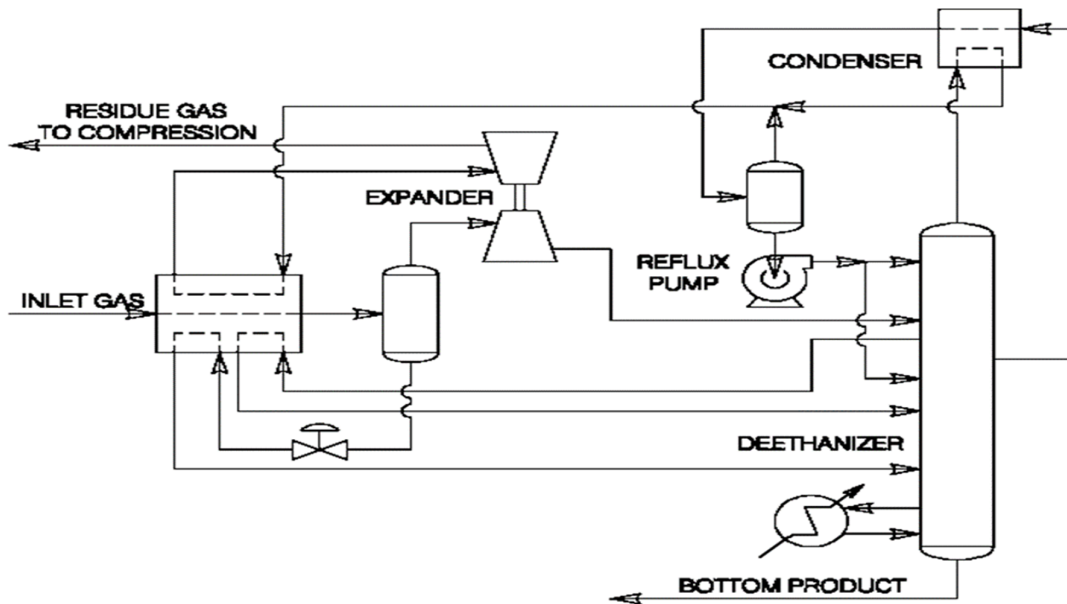 CONDENSER
RESIDUE GAS
TO COMPRESSION
EXPANDER
REFLUX
PUMP
INLET GAS
DEETHANIZER
BOTTOM PRODUCT